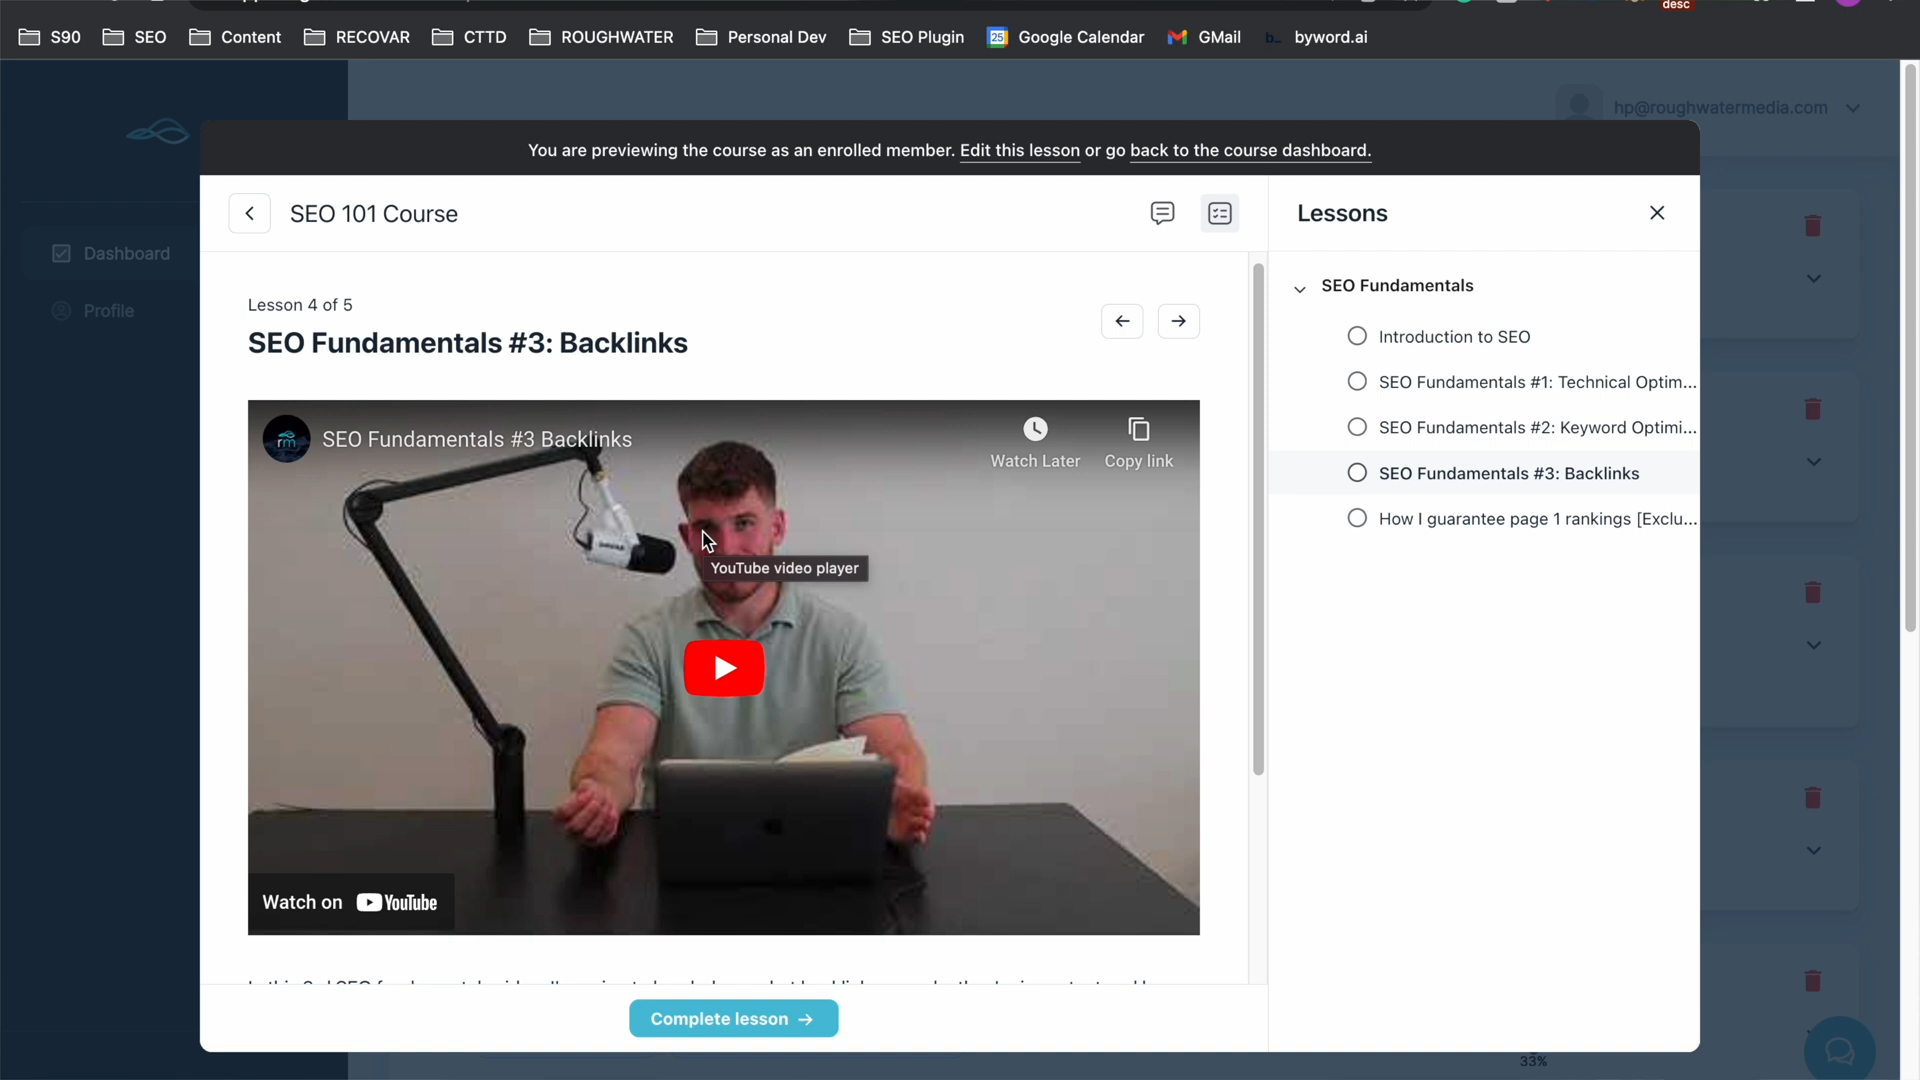 desc
S90 SEO Content RECOVAR CTTD ROUGHWATER Personal Dev SEO Plugin 25 Google Calendar GMail b.. byword.ai
hp@roughwatermedia.com
You are previewing the course as an enrolled member. Edit this lesson or go back to the course dashboard.
SEO 101 Course
Lessons
Dashboard
Profile
Lesson 4 of 5
SEO Fundamentals #3: Backlinks
SEO Fundamentals
Introduction to SEO
SEO Fundamentals #1: Technical Optim...
SEO Fundamentals #2: Keyword Optimi...
SEO Fundamentals #3: Backlinks
How I guarantee page 1 rankings [Exclu...
rm
SEO Fundamentals #3 Backlinks
Watch Later
Copy link
YouTube video player
Watch on YouTube
Complete lesson →
33%